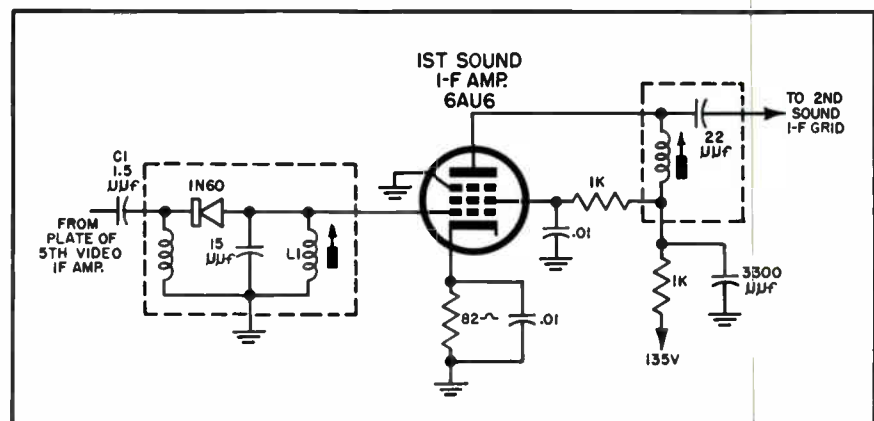 1ST SOUND
I-F AMP.
6AU6
TO 2ND
SOUND
I-F GRID
22
µµf
C1
1.5
µµf
1N60
FROM
PLATE OF
5TH VIDEO
IF AMP.
15
µµf
L1
1K
.01
82~
.01
1K
3300
µµf
135V